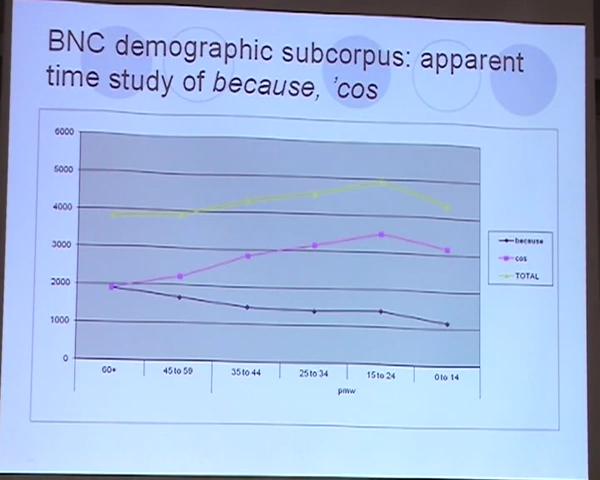 BNC demographic subcorpus: apparent
time study of because, 'cos
6000
5000
4000
3000
2000
1000
0
60+
45 to 59
35 to 44
25 to 34
15 to 24
0 to 14
pmw
because
cos
TOTAL